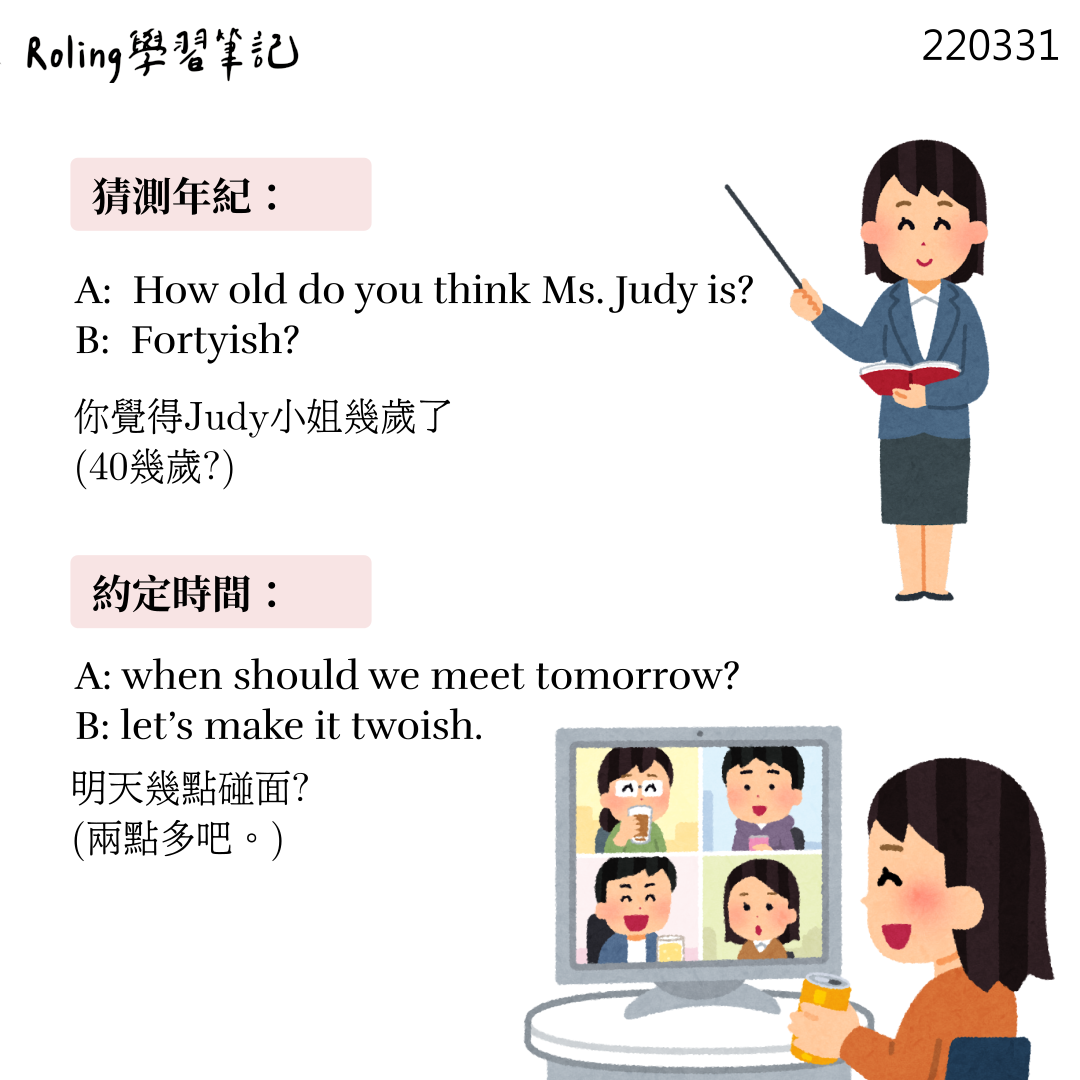 Roling學習筆記
220331
猜測年紀：
A: How old do you think Ms. Judy is?
B: Fortyish?
你覺得Judy小姐幾歲了
(40幾歲?)
約定時間：
A: when should we meet tomorrow?
B: let’s make it twoish.
明天幾點碰面?
(兩點多吧。)